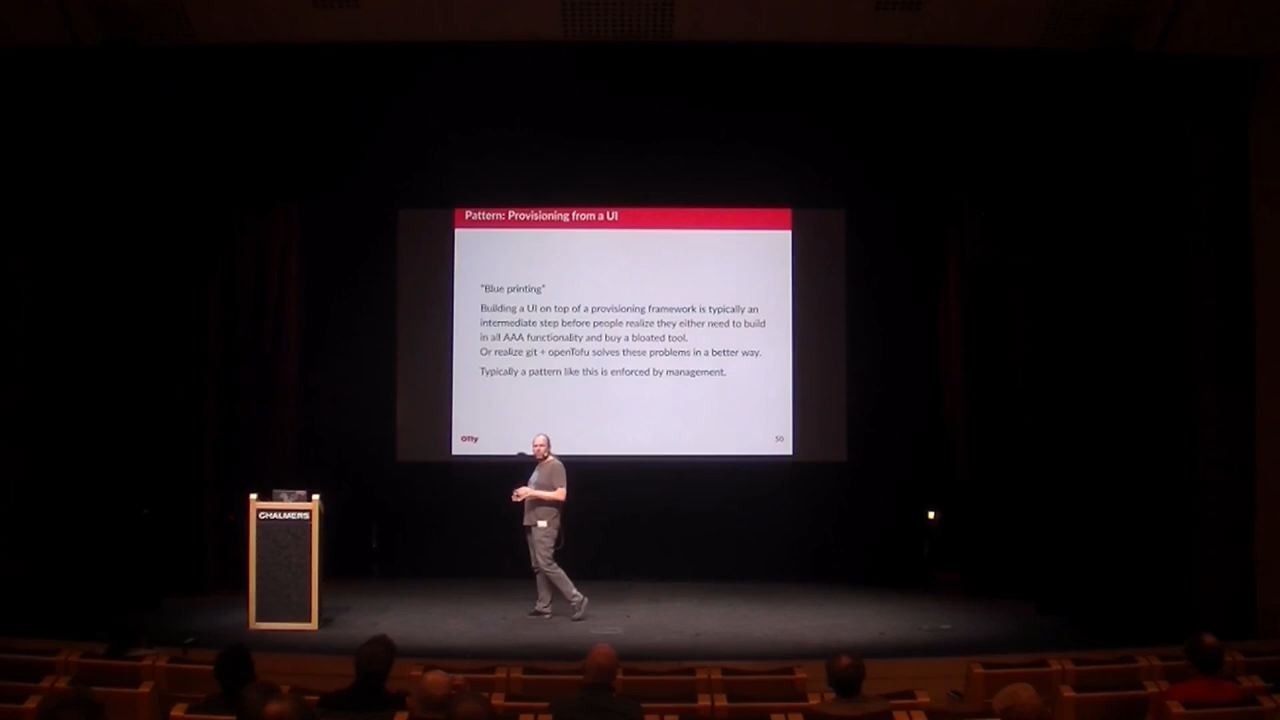 Pattern: Provisioning from a UI
"Blue printing"
Building a UI on top of a provisioning framework is typically an
intermediate step before people realize they either need to build
in all AAA functionality and buy a bloated tool.
Or realize git + openTofu solves these problems in a better way.
Typically a pattern like this is enforced by management.
O11y
50
CHALMERS